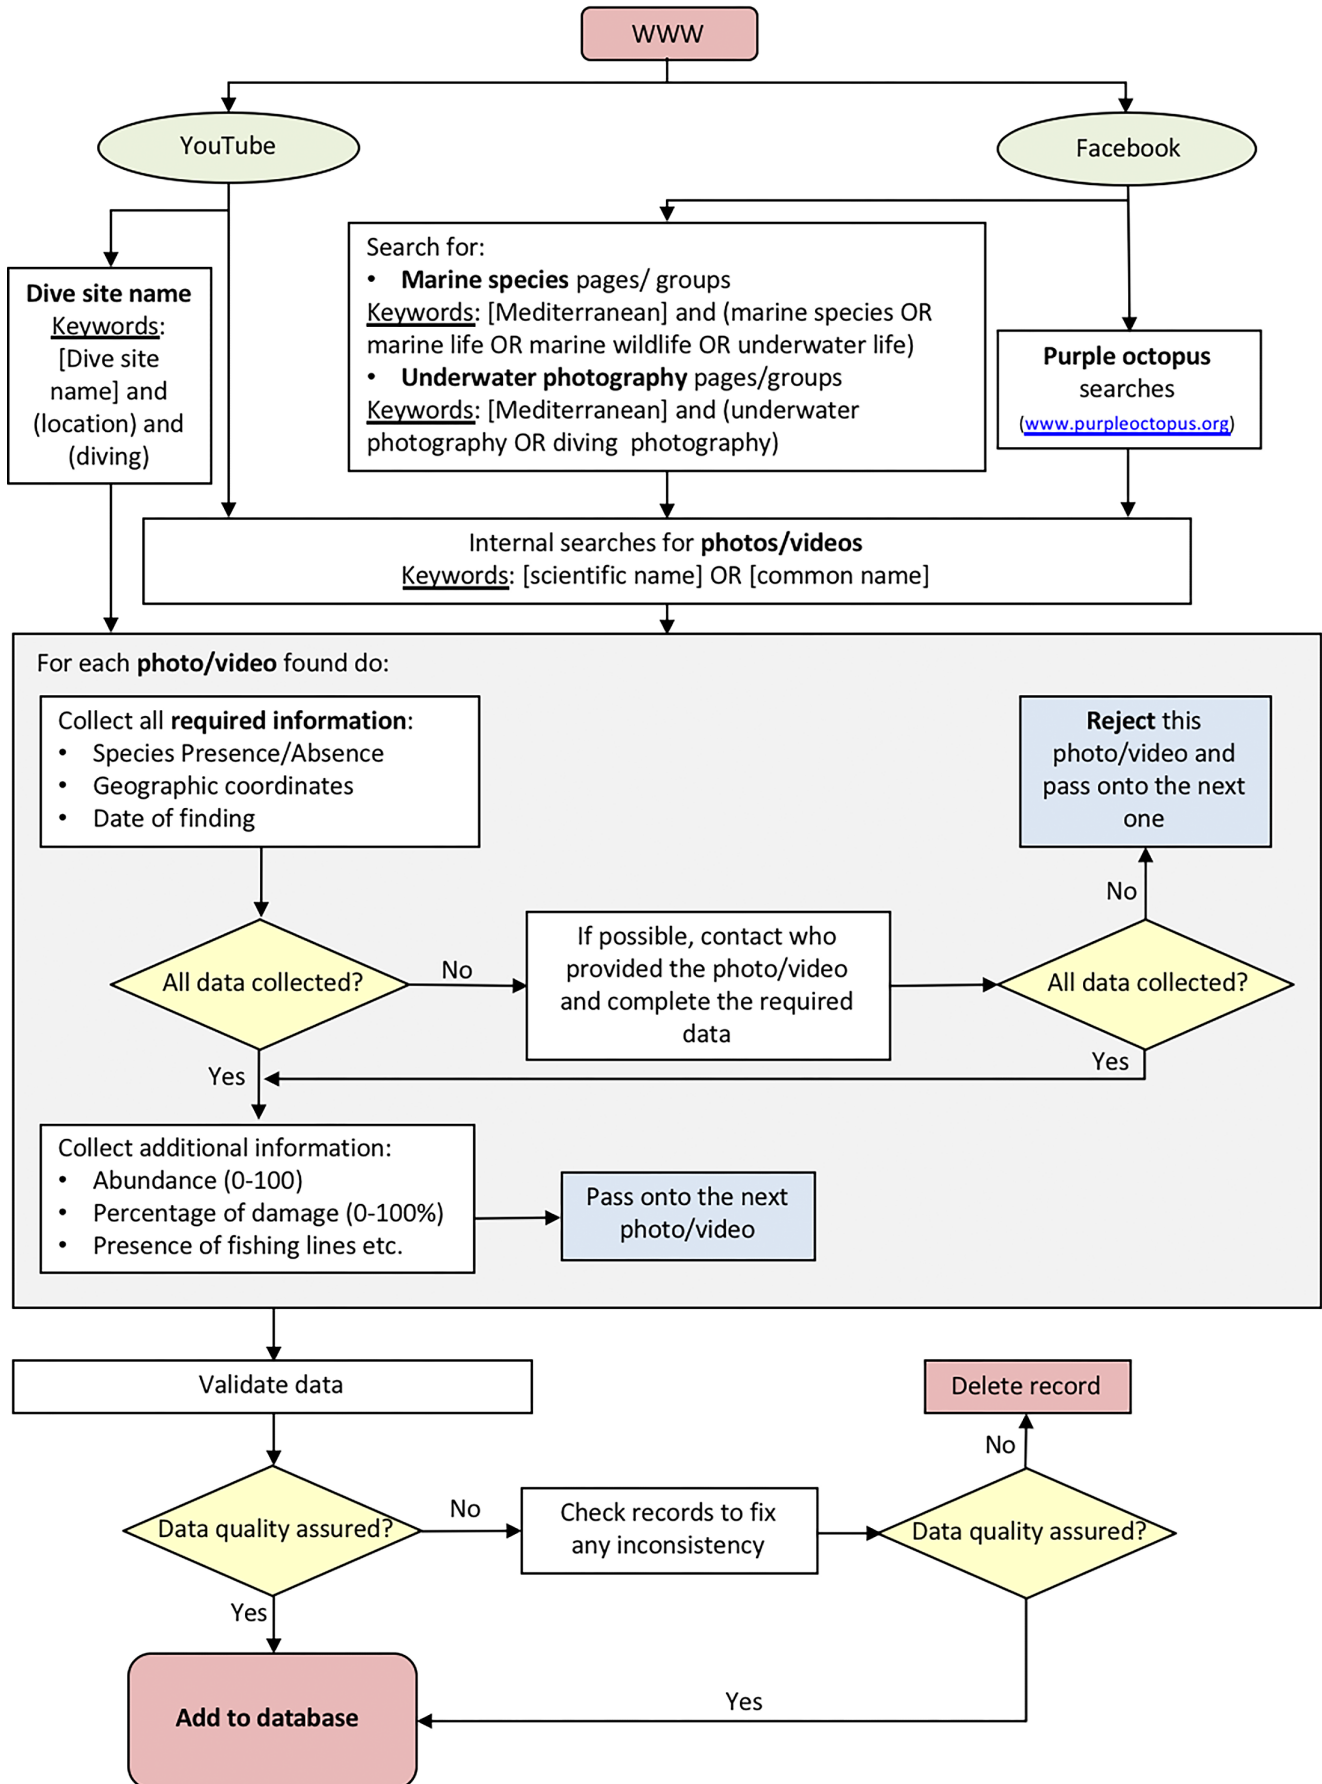 WWW
YouTube
Facebook
Dive site name
Keywords:
[Dive site
name] and
(location) and
(diving)
Search for:
• Marine species pages/ groups
Keywords: [Mediterranean] and (marine species OR
marine life OR marine wildlife OR underwater life)
• Underwater photography pages/groups
Keywords: [Mediterranean] and (underwater
photography OR diving photography)
Purple octopus
searches
(www.purpleoctopus.org)
Internal searches for photos/videos
Keywords: [scientific name] OR [common name]
For each photo/video found do:
Collect all required information:
• Species Presence/Absence
• Geographic coordinates
• Date of finding
Reject this
photo/video and
pass onto the next
one
No
All data collected?
No
If possible, contact who
provided the photo/video
and complete the required
data
All data collected?
Yes
Yes
Collect additional information:
• Abundance (0-100)
• Percentage of damage (0-100%)
• Presence of fishing lines etc.
Pass onto the next
photo/video
Validate data
Delete record
No
Data quality assured?
No
Check records to fix
any inconsistency
Data quality assured?
Yes
Add to database
Yes